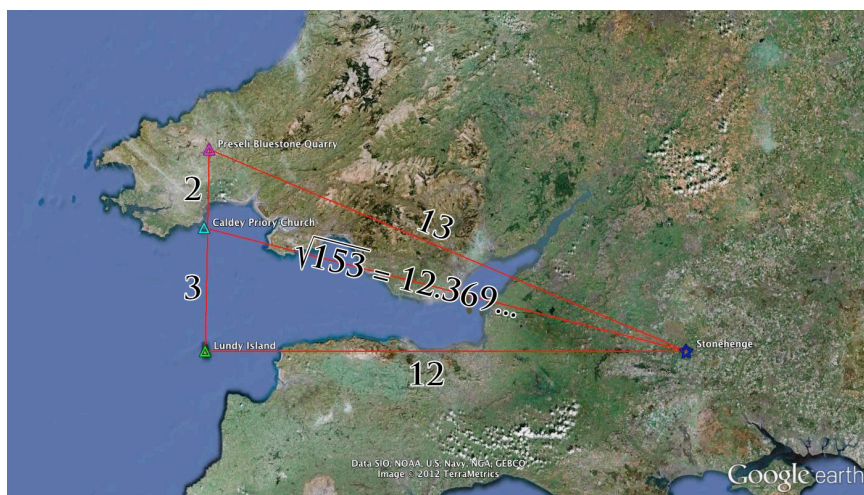 Preseli Bluestone Quarry
2
13
Caldey Priory Church
√153 = 12.369...
3
Lundy Island
Stonehenge
12
Data SIO, NOAA, U.S. Navy, NGA, GEBCO
Image © 2012 TerraMetrics
Google earth